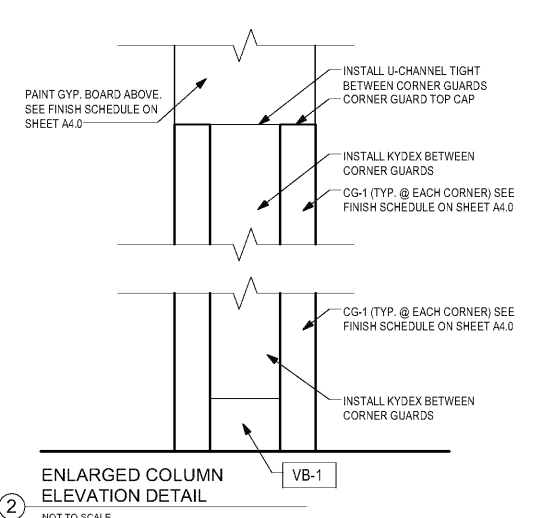 PAINT GYP. BOARD ABOVE.
SEE FINISH SCHEDULE ON
SHEET A4.0
INSTALL U-CHANNEL TIGHT
BETWEEN CORNER GUARDS
CORNER GUARD TOP CAP
INSTALL KYDEX BETWEEN
CORNER GUARDS
CG-1 (TYP. @ EACH CORNER) SEE
FINISH SCHEDULE ON SHEET A4.0
CG-1 (TYP. @ EACH CORNER) SEE
FINISH SCHEDULE ON SHEET A4.0
INSTALL KYDEX BETWEEN
CORNER GUARDS
VB-1
ENLARGED COLUMN
ELEVATION DETAIL
2
NOT TO SCALE